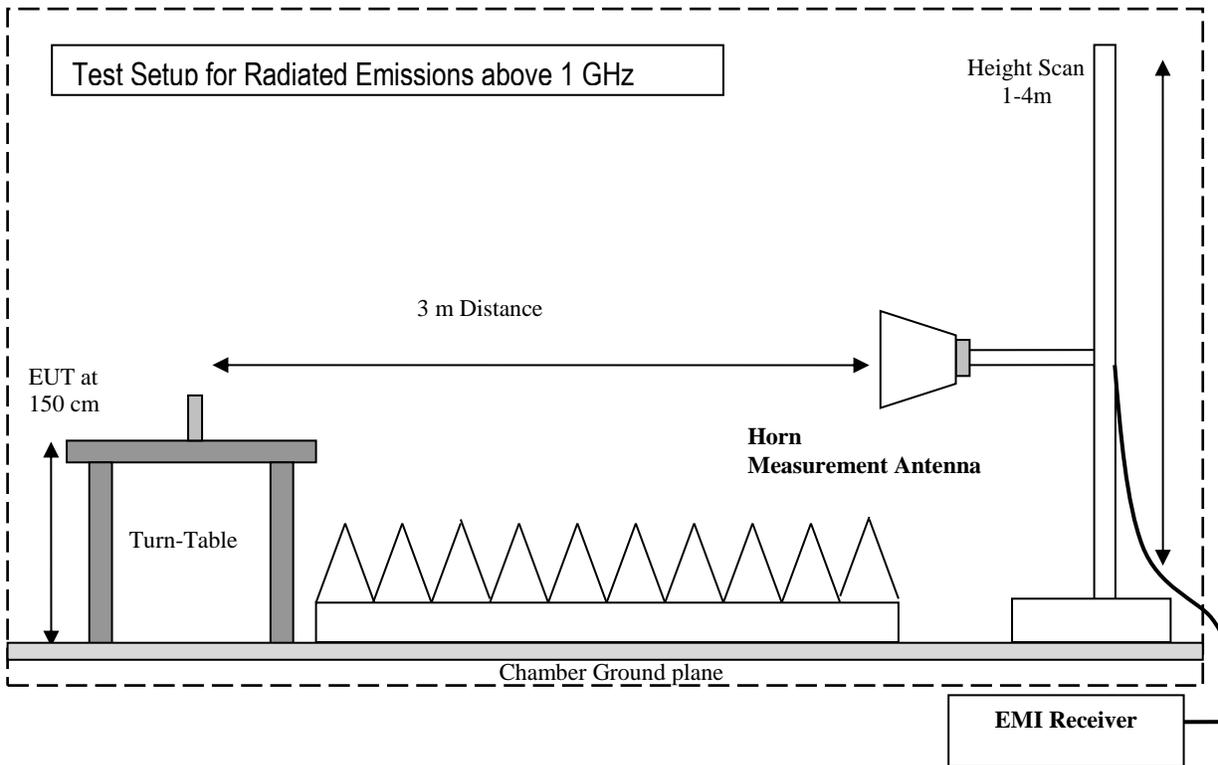 Test Setup for Radiated Emissions above 1 GHz
Height Scan
1-4m
3 m Distance
EUT at
150 cm
Horn
Measurement Antenna
Turn-Table
Chamber Ground plane
EMI Receiver